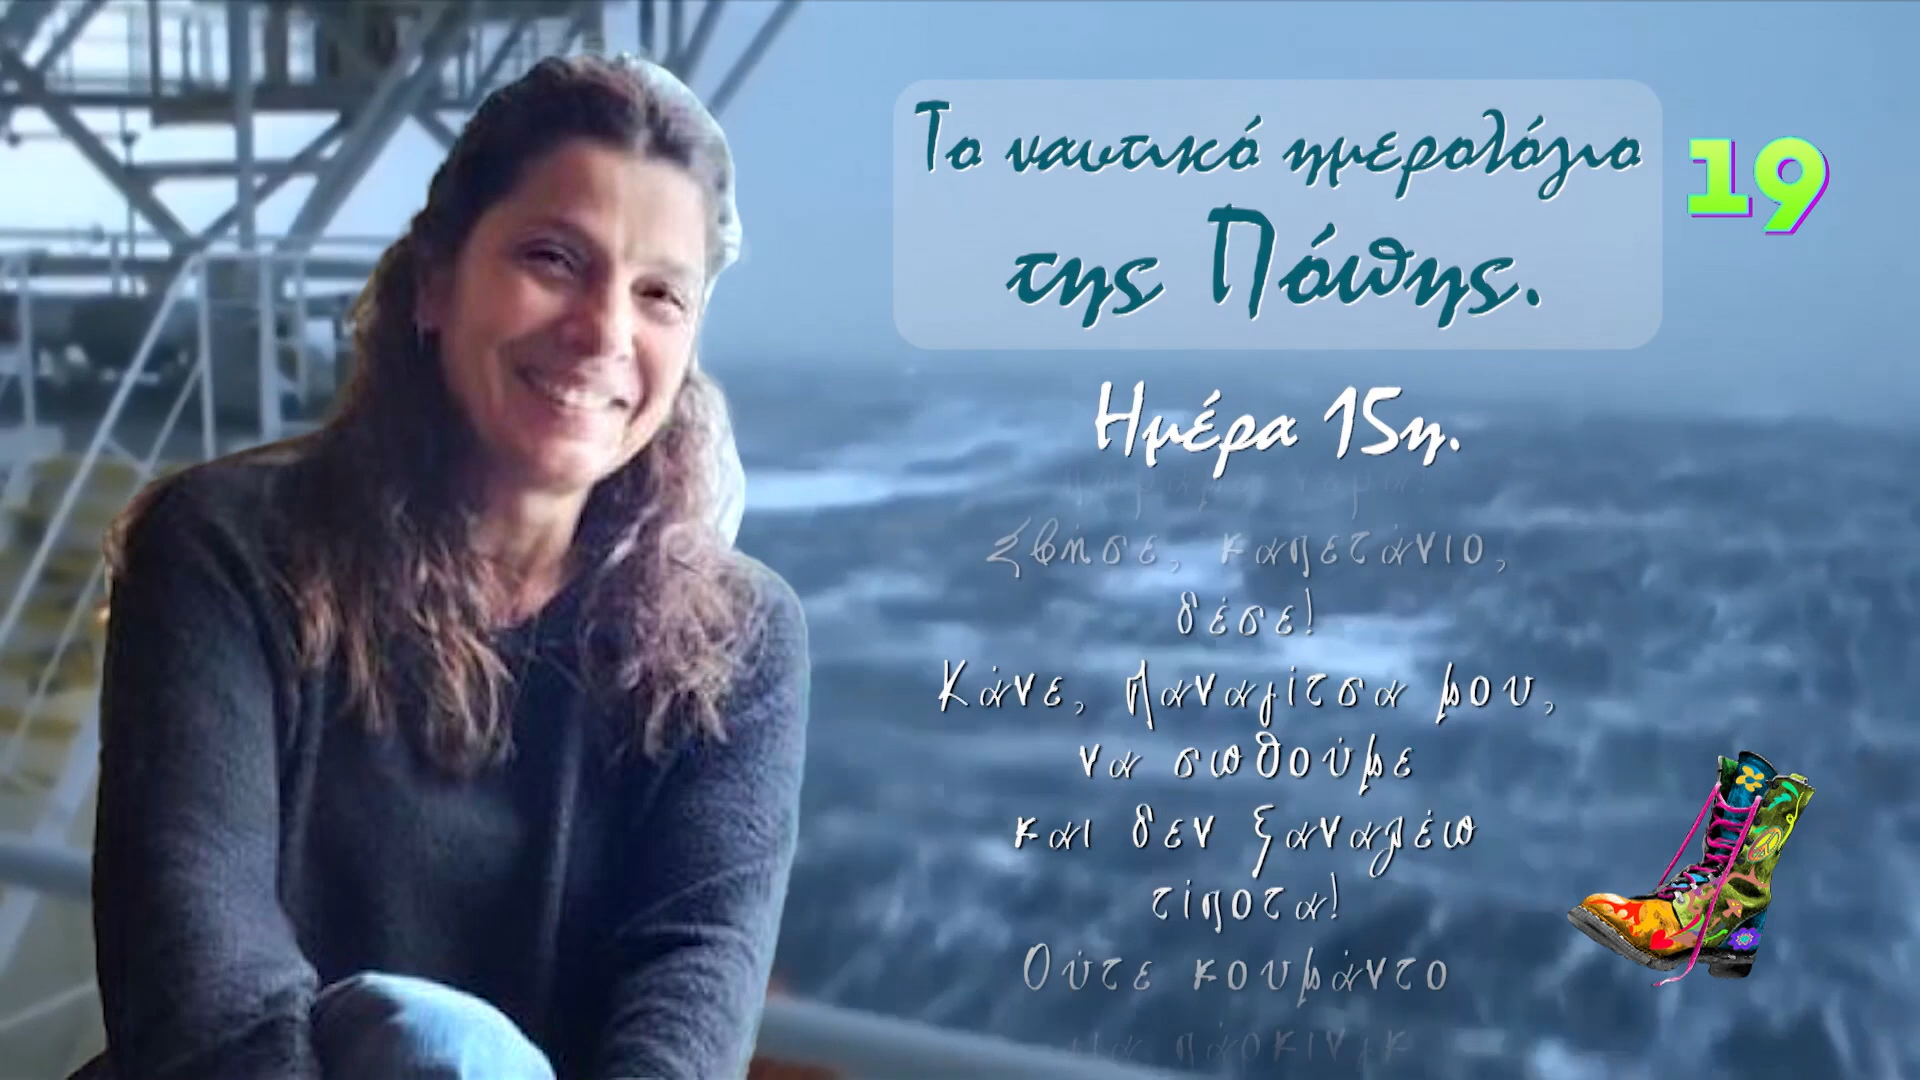 Το ναυτικό ημερολόγιο
της Πόπης.
19
Ημέρα 15η.
Σβήσε, καπετάνιο,
δέσε!
Κάνε, Παναγίτσα μου,
να σωθούμε
και δεν ξαναλέω
τίποτα!
Ούτε κουμάντο